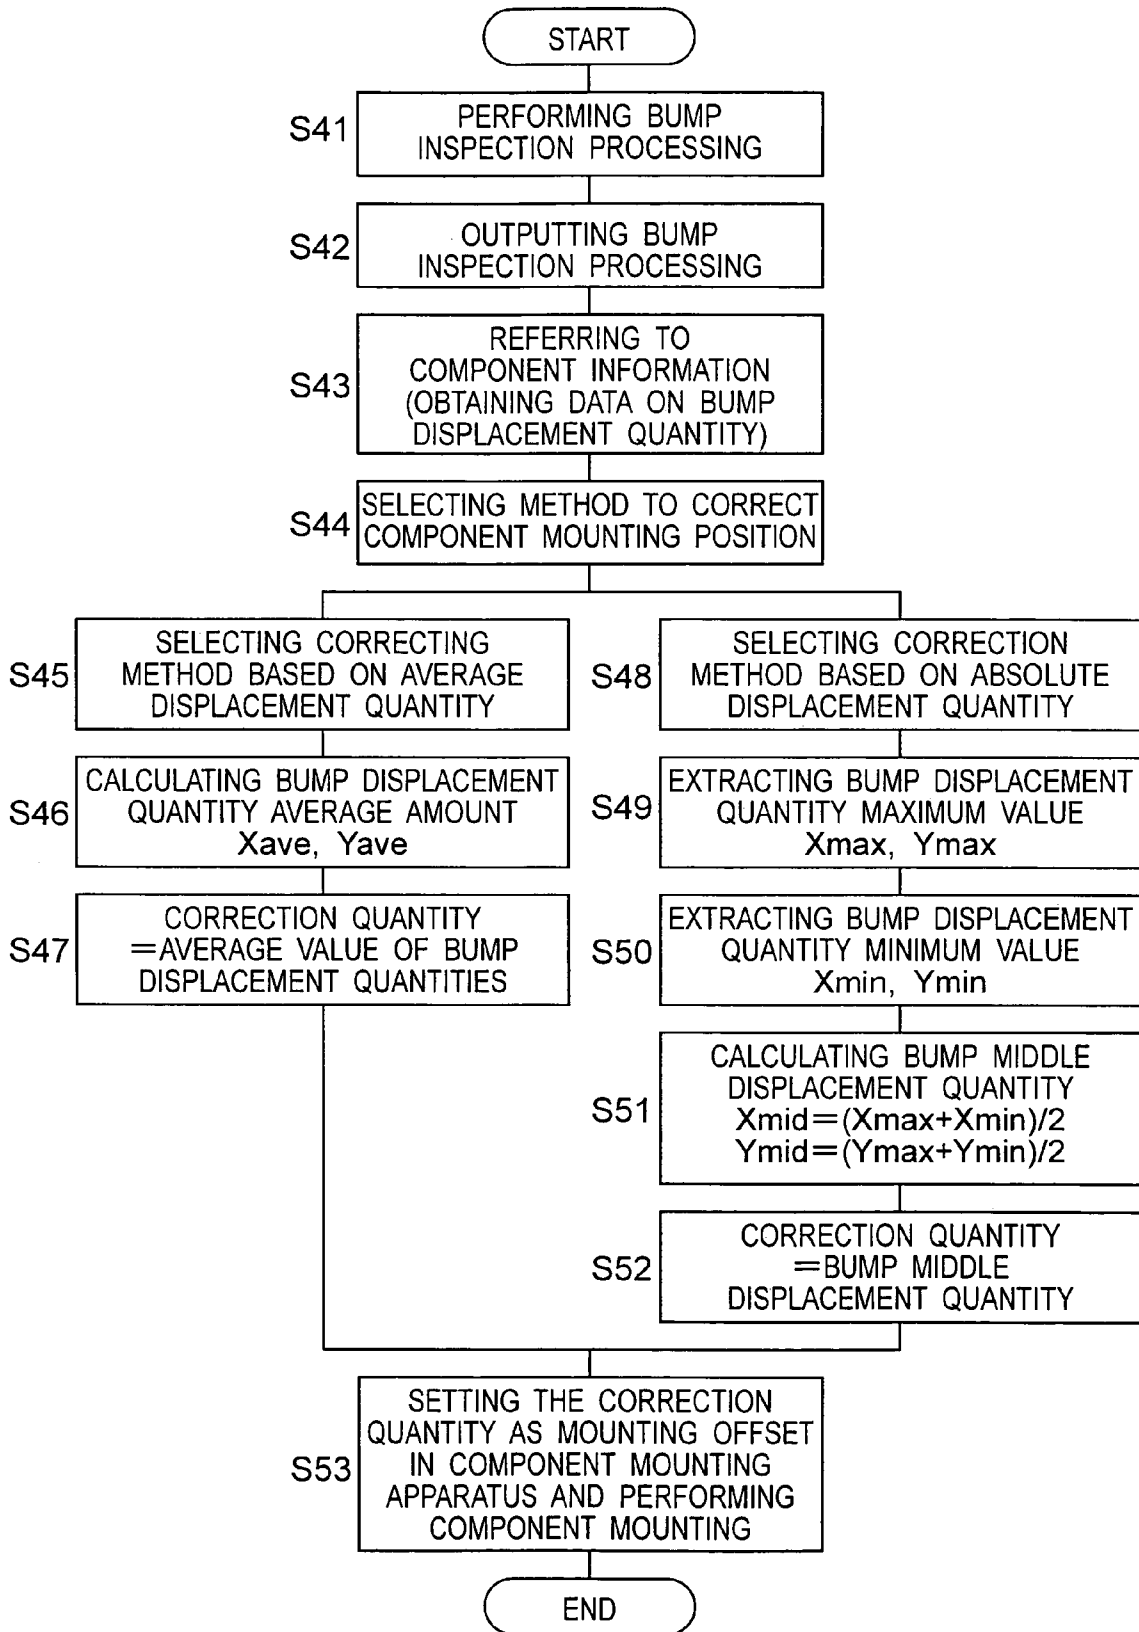 START
S41
PERFORMING BUMP
INSPECTION PROCESSING
S42
OUTPUTTING BUMP
INSPECTION PROCESSING
S43
REFERRING TO
COMPONENT INFORMATION
(OBTAINING DATA ON BUMP
DISPLACEMENT QUANTITY)
S44
SELECTING METHOD TO CORRECT
COMPONENT MOUNTING POSITION
S45
SELECTING CORRECTING
METHOD BASED ON AVERAGE
DISPLACEMENT QUANTITY
S46
CALCULATING BUMP DISPLACEMENT
QUANTITY AVERAGE AMOUNT
Xave, Yave
S47
CORRECTION QUANTITY
=AVERAGE VALUE OF BUMP
DISPLACEMENT QUANTITIES
S48
SELECTING CORRECTION
METHOD BASED ON ABSOLUTE
DISPLACEMENT QUANTITY
S49
EXTRACTING BUMP DISPLACEMENT
QUANTITY MAXIMUM VALUE
Xmax, Ymax
S50
EXTRACTING BUMP DISPLACEMENT
QUANTITY MINIMUM VALUE
Xmin, Ymin
S51
CALCULATING BUMP MIDDLE
DISPLACEMENT QUANTITY
Xmid=(Xmax+Xmin)/2
Ymid=(Ymax+Ymin)/2
S52
CORRECTION QUANTITY
=BUMP MIDDLE
DISPLACEMENT QUANTITY
S53
SETTING THE CORRECTION
QUANTITY AS MOUNTING OFFSET
IN COMPONENT MOUNTING
APPARATUS AND PERFORMING
COMPONENT MOUNTING
END